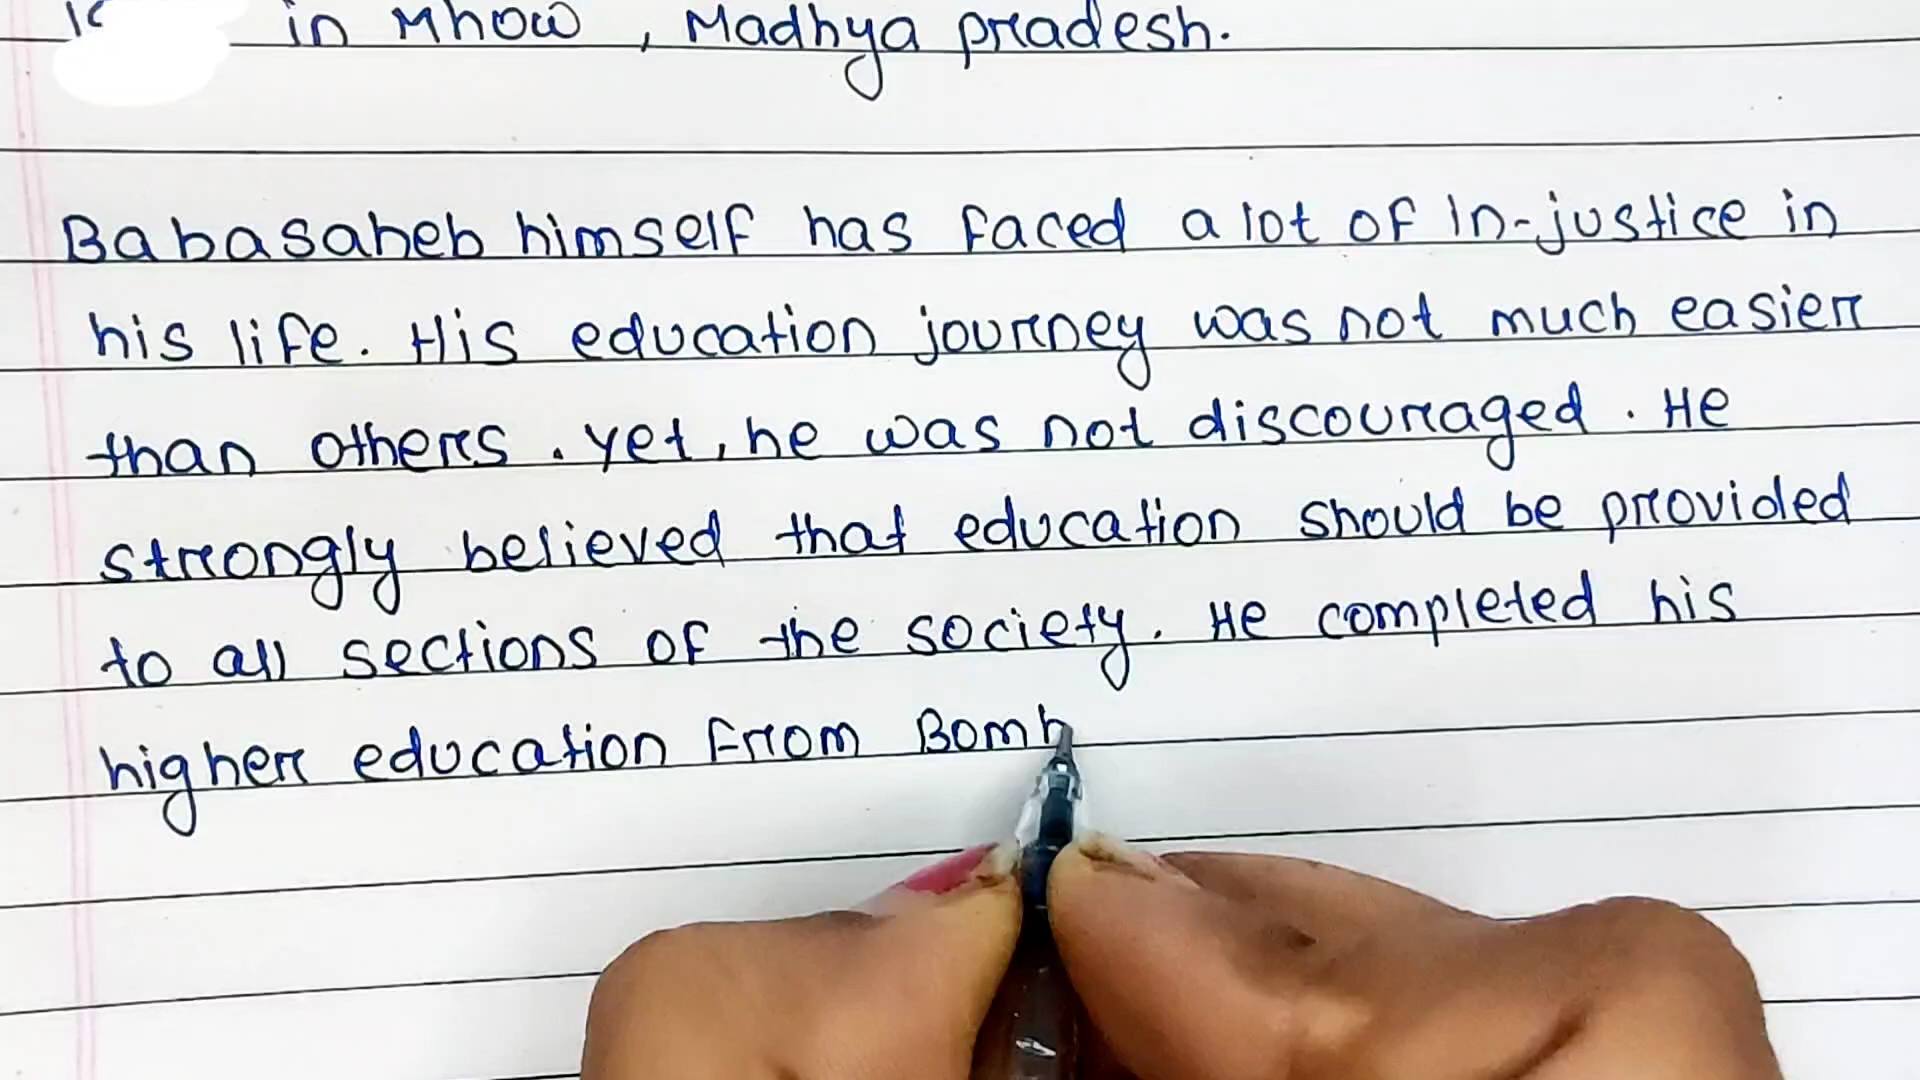 in Mhow, Madhya pradesh.
Babasaheb himself has faced a lot of In-justice in
his life. His education journey was not much easier
than others. Yet, he was not discouraged. He
strongly believed that education should be provided
to all sections of the society. He completed his
higher education from Bomb